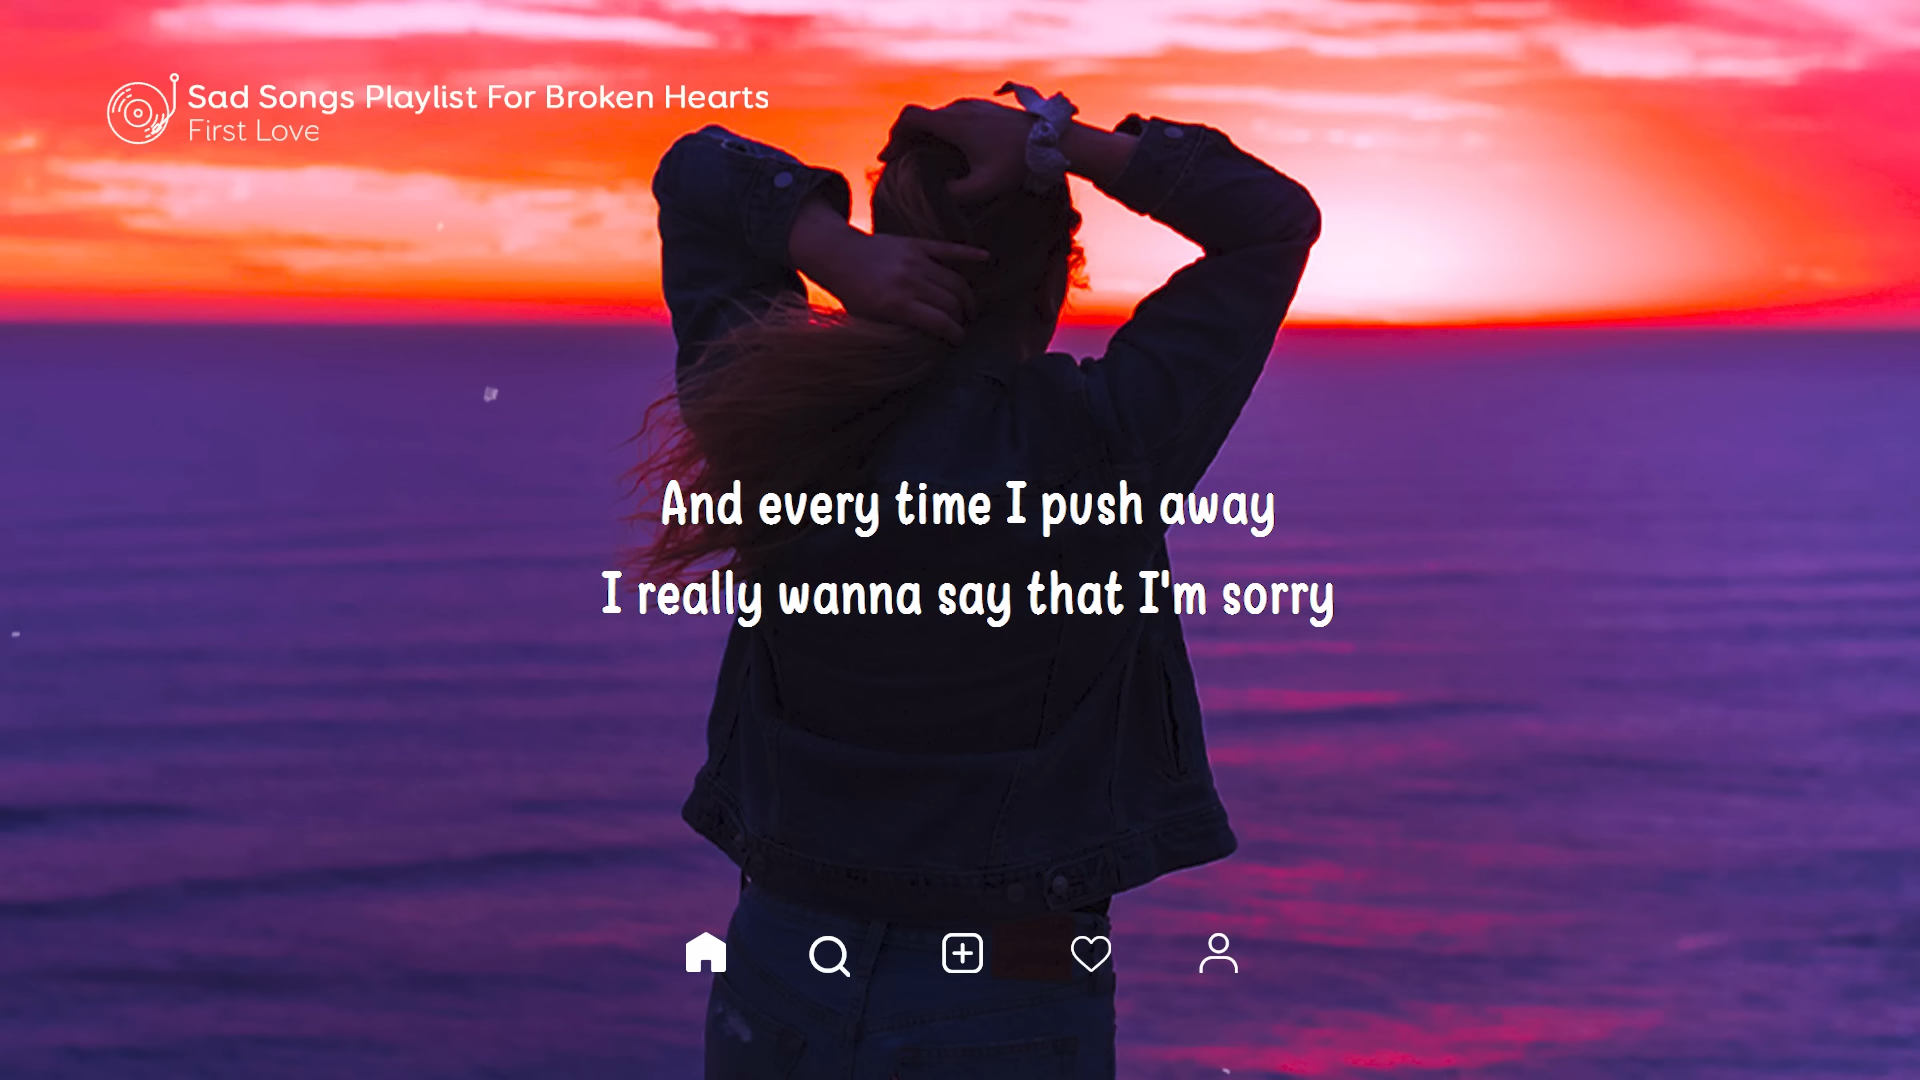 Sad Songs Playlist For Broken Hearts
First Love
And every time I push away
I really wanna say that I'm sorry